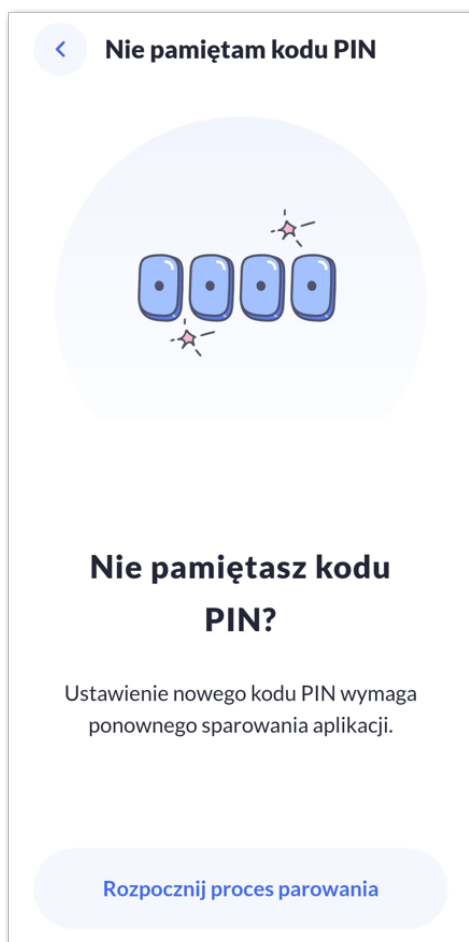 Nie pamiętam kodu PIN
Nie pamiętasz kodu
PIN?
Ustawienie nowego kodu PIN wymaga
ponownego sparowania aplikacji.
Rozpocznij proces parowania